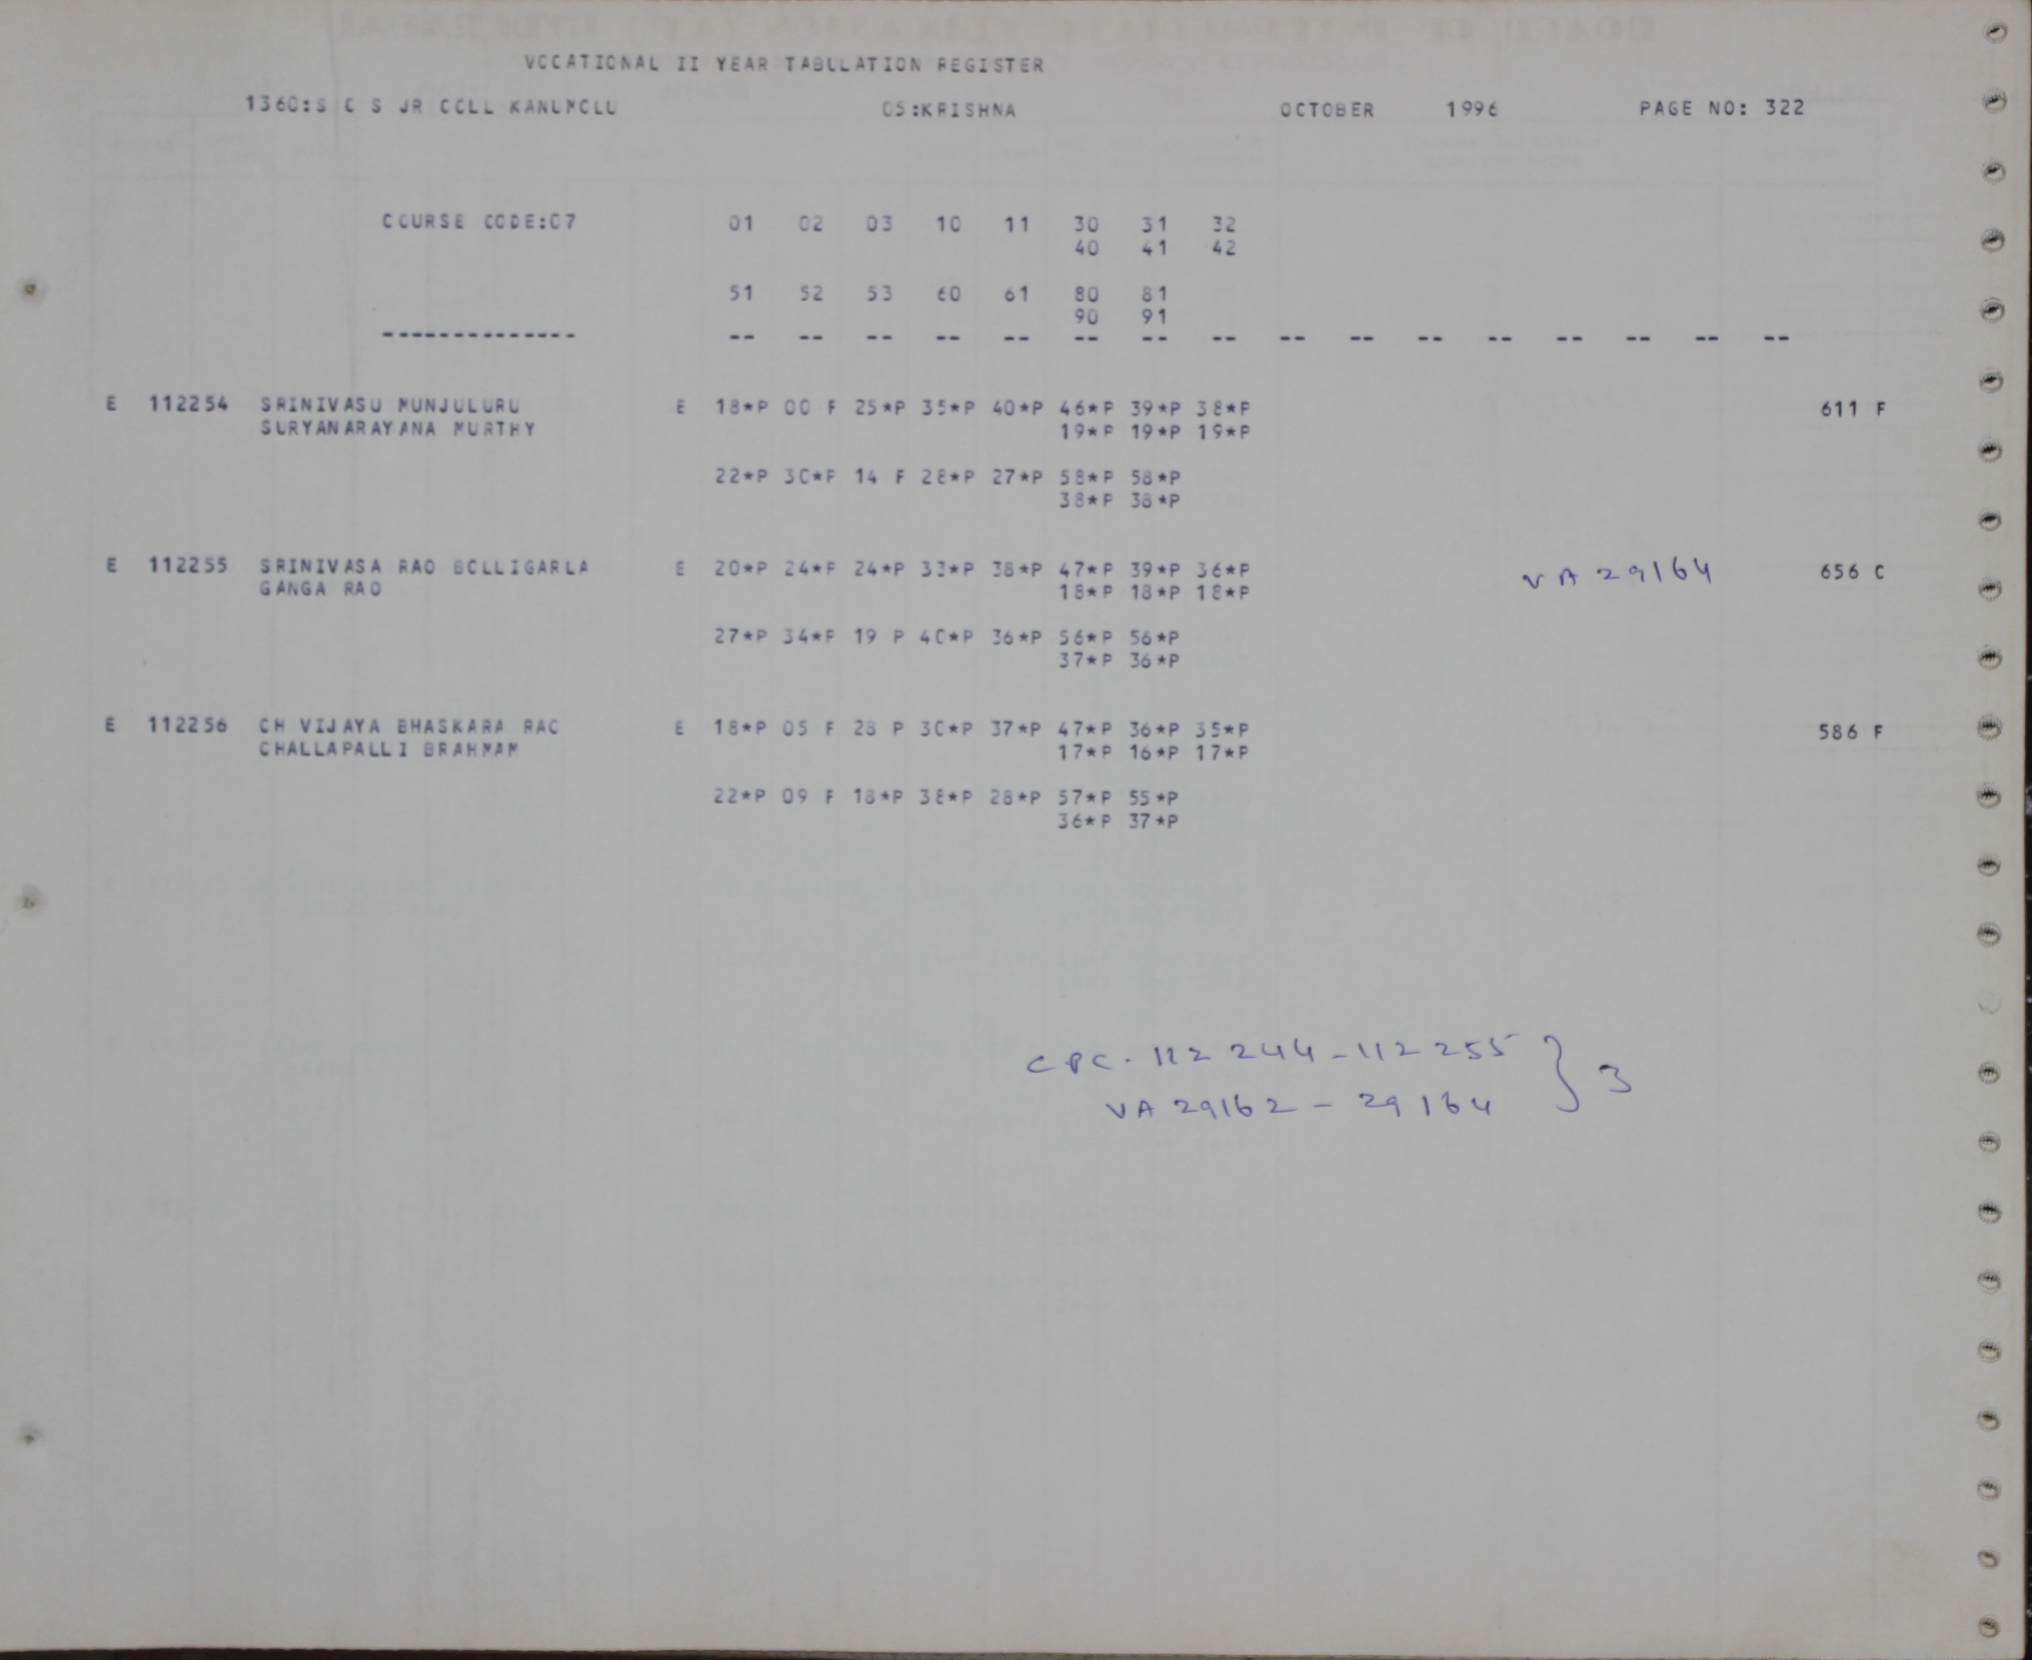 VOCATIONAL II YEAR TABULATION REGISTER
1360:S C S JR COLL KANUMOLU 05:KRISHNA OCTOBER 1996 PAGE NO: 322
COURSE CODE:07 01 02 03 10 11 30 31 32
40 41 42
51 52 53 60 61 80 81
90 91
-------------- -- -- -- -- -- -- -- -- -- -- -- -- -- -- -- --
E 112254 SRINIVASU MUNJULURU E 18*P 00 F 25*P 35*P 40*P 46*P 39*P 38*P 611 F
SURYANARAYANA MURTHY 19*P 19*P 19*P
22*P 30*P 14 F 28*P 27*P 58*P 58*P
38*P 38*P
E 112255 SRINIVASA RAO BOLLIGARLA E 20*P 24*P 24*P 33*P 38*P 47*P 39*P 36*P VA 29164 656 C
GANGA RAO 18*P 18*P 18*P
27*P 34*P 19 P 40*P 36*P 56*P 56*P
37*P 36*P
E 112256 CH VIJAYA BHASKARA RAO E 18*P 05 F 28 P 30*P 37*P 47*P 36*P 35*P 586 F
CHALLAPALLI BRAHMAM 17*P 16*P 17*P
22*P 09 F 18*P 38*P 28*P 57*P 55*P
36*P 37*P
CPC. 112244-112255 } 3
VA 29162 - 29164